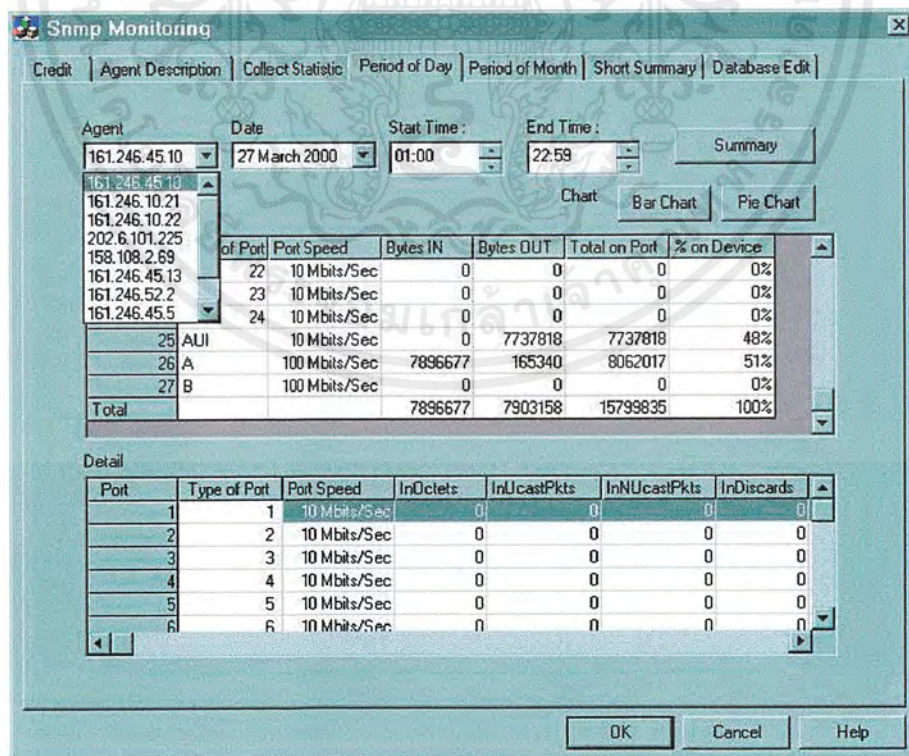 Snmp Monitoring
Credit Agent Description Collect Statistic Period of Day Period of Month Short Summary Database Edit
Agent Date Start Time : End Time :
161.246.45.10 27 March 2000 01:00 22:59 Summary
161.246.45.10
161.246.10.21
161.246.10.22
202.6.101.225
158.108.2.69
161.246.45.13
161.246.52.2
161.246.45.5
Chart Bar Chart Pie Chart
of Port Port Speed Bytes IN Bytes OUT Total on Port % on Device
22 10 Mbits/Sec 0 0 0 0%
23 10 Mbits/Sec 0 0 0 0%
24 10 Mbits/Sec 0 0 0 0%
25 AUI 10 Mbits/Sec 0 7737818 7737818 48%
26 A 100 Mbits/Sec 7896677 165340 8062017 51%
27 B 100 Mbits/Sec 0 0 0 0%
Total 7896677 7903158 15799835 100%
Detail
Port Type of Port Port Speed InOctets InUcastPkts InNUcastPkts InDiscards
1 1 10 Mbits/Sec 0 0 0 0
2 2 10 Mbits/Sec 0 0 0 0
3 3 10 Mbits/Sec 0 0 0 0
4 4 10 Mbits/Sec 0 0 0 0
5 5 10 Mbits/Sec 0 0 0 0
6 6 10 Mbits/Sec 0 0 0 0
OK Cancel Help